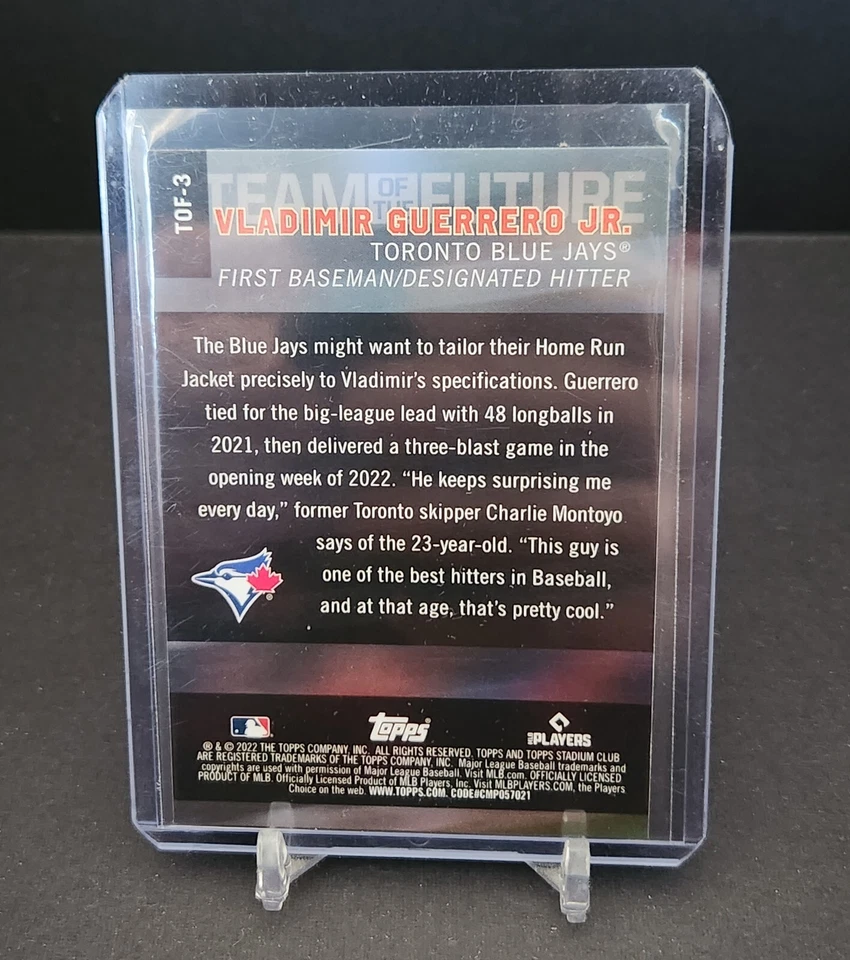 TOF-3
TEAM OF THE FUTURE
VLADIMIR GUERRERO JR.
TORONTO BLUE JAYS®
FIRST BASEMAN/DESIGNATED HITTER
The Blue Jays might want to tailor their Home Run
Jacket precisely to Vladimir's specifications. Guerrero
tied for the big-league lead with 48 longballs in
2021, then delivered a three-blast game in the
opening week of 2022. “He keeps surprising me
every day,” former Toronto skipper Charlie Montoyo
says of the 23-year-old. “This guy is
one of the best hitters in Baseball,
and at that age, that's pretty cool.”
®
topps®
MLB PLAYERS
® & © 2022 THE TOPPS COMPANY, INC. ALL RIGHTS RESERVED. TOPPS AND TOPPS STADIUM CLUB
ARE REGISTERED TRADEMARKS OF THE TOPPS COMPANY, INC. Major League Baseball trademarks and
copyrights are used with permission of Major League Baseball. Visit MLB.com. OFFICIALLY LICENSED
PRODUCT OF MLB. Officially Licensed Product of MLB Players, Inc. Visit MLBPLAYERS.COM, the Players
Choice on the web. WWW.TOPPS.COM. CODE#CMP057021